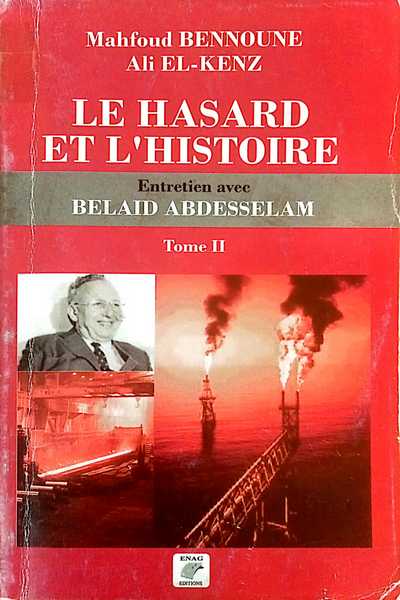 Mahfoud BENNOUNE
Ali EL-KENZ
LE HASARD
ET L'HISTOIRE
Entretien avec
BELAID ABDESSELAM
Tome II
ENAG
EDITIONS